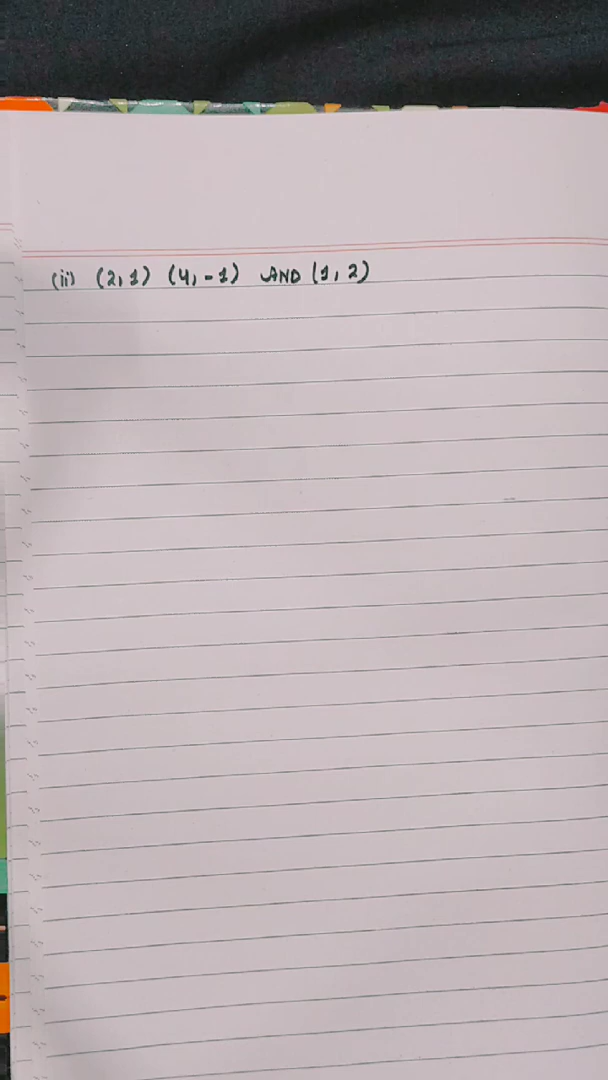 (ii) (2,1) (4,-1) AND (1,2)